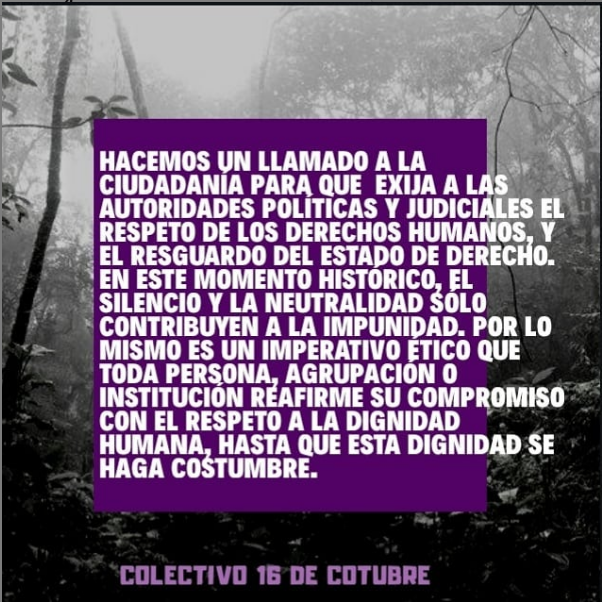 HACEMOS UN LLAMADO A LA
CIUDADANÍA PARA QUE EXIJA A LAS
AUTORIDADES POLÍTICAS Y JUDICIALES EL
RESPETO DE LOS DERECHOS HUMANOS, Y
EL RESGUARDO DEL ESTADO DE DERECHO.
EN ESTE MOMENTO HISTÓRICO, EL
SILENCIO Y LA NEUTRALIDAD SÓLO
CONTRIBUYEN A LA IMPUNIDAD. POR LO
MISMO ES UN IMPERATIVO ÉTICO QUE
TODA PERSONA, AGRUPACIÓN O
INSTITUCIÓN REAFIRME SU COMPROMISO
CON EL RESPETO A LA DIGNIDAD
HUMANA, HASTA QUE ESTA DIGNIDAD SE
HAGA COSTUMBRE.
COLECTIVO 16 DE COTUBRE